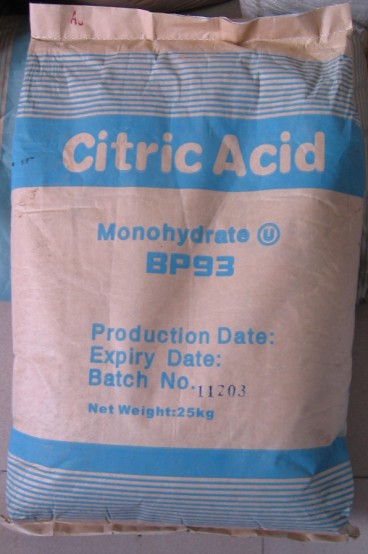 Citric Acid
Monohydrate Ⓤ
BP93
Production Date:
Expiry Date:
Batch No. 11203
Net Weight:25kg